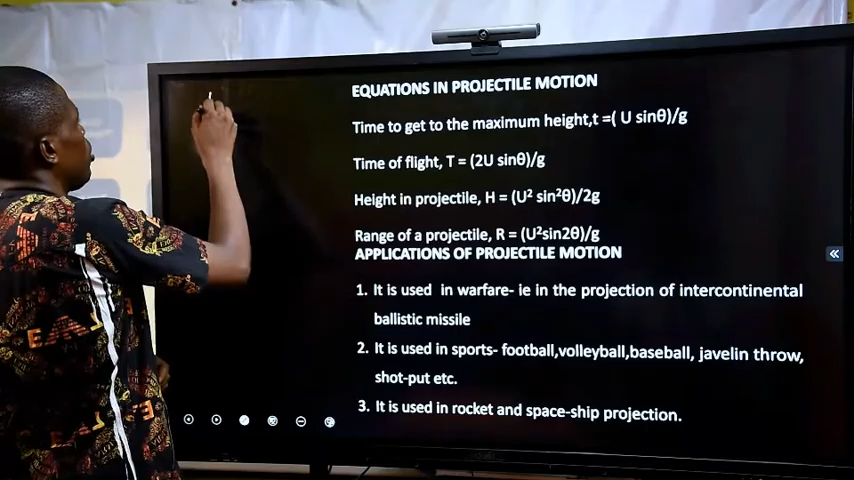 EQUATIONS IN PROJECTILE MOTION
Time to get to the maximum height,t =( U sinθ)/g
Time of flight, T = (2U sinθ)/g
Height in projectile, H = (U² sin²θ)/2g
Range of a projectile, R = (U²sin2θ)/g
APPLICATIONS OF PROJECTILE MOTION
1. It is used in warfare- ie in the projection of intercontinental
ballistic missile
2. It is used in sports- football,volleyball,baseball, javelin throw,
shot-put etc.
3. It is used in rocket and space-ship projection.